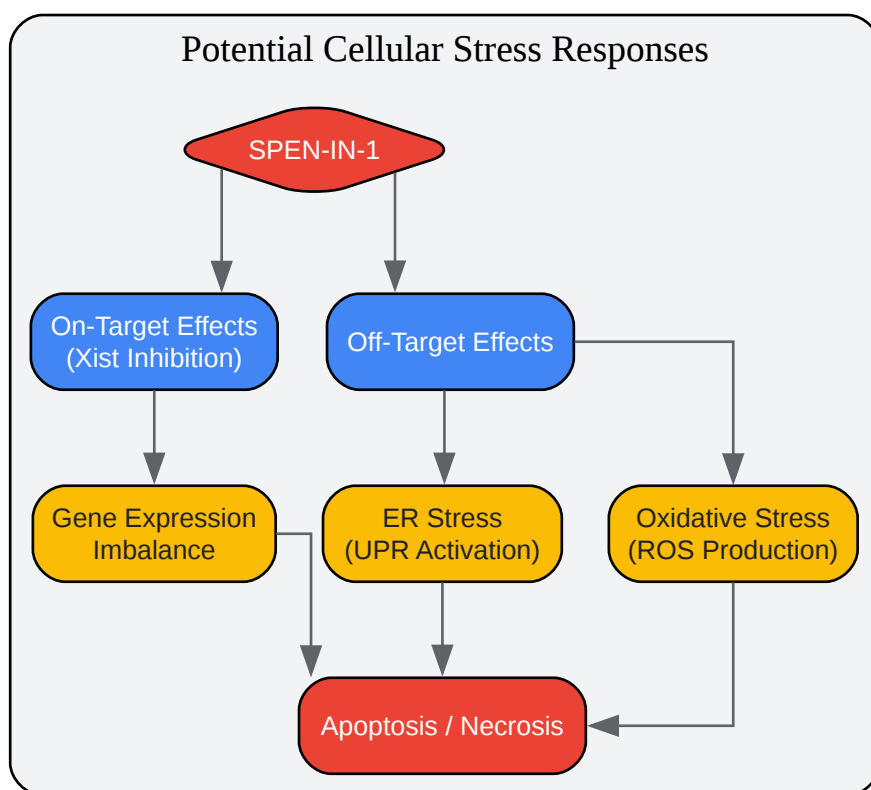 Potential Cellular Stress Responses
SPEN-IN-1
On-Target Effects
(Xist Inhibition)
Off-Target Effects
Gene Expression
Imbalance
ER Stress
(UPR Activation)
Oxidative Stress
(ROS Production)
Apoptosis / Necrosis